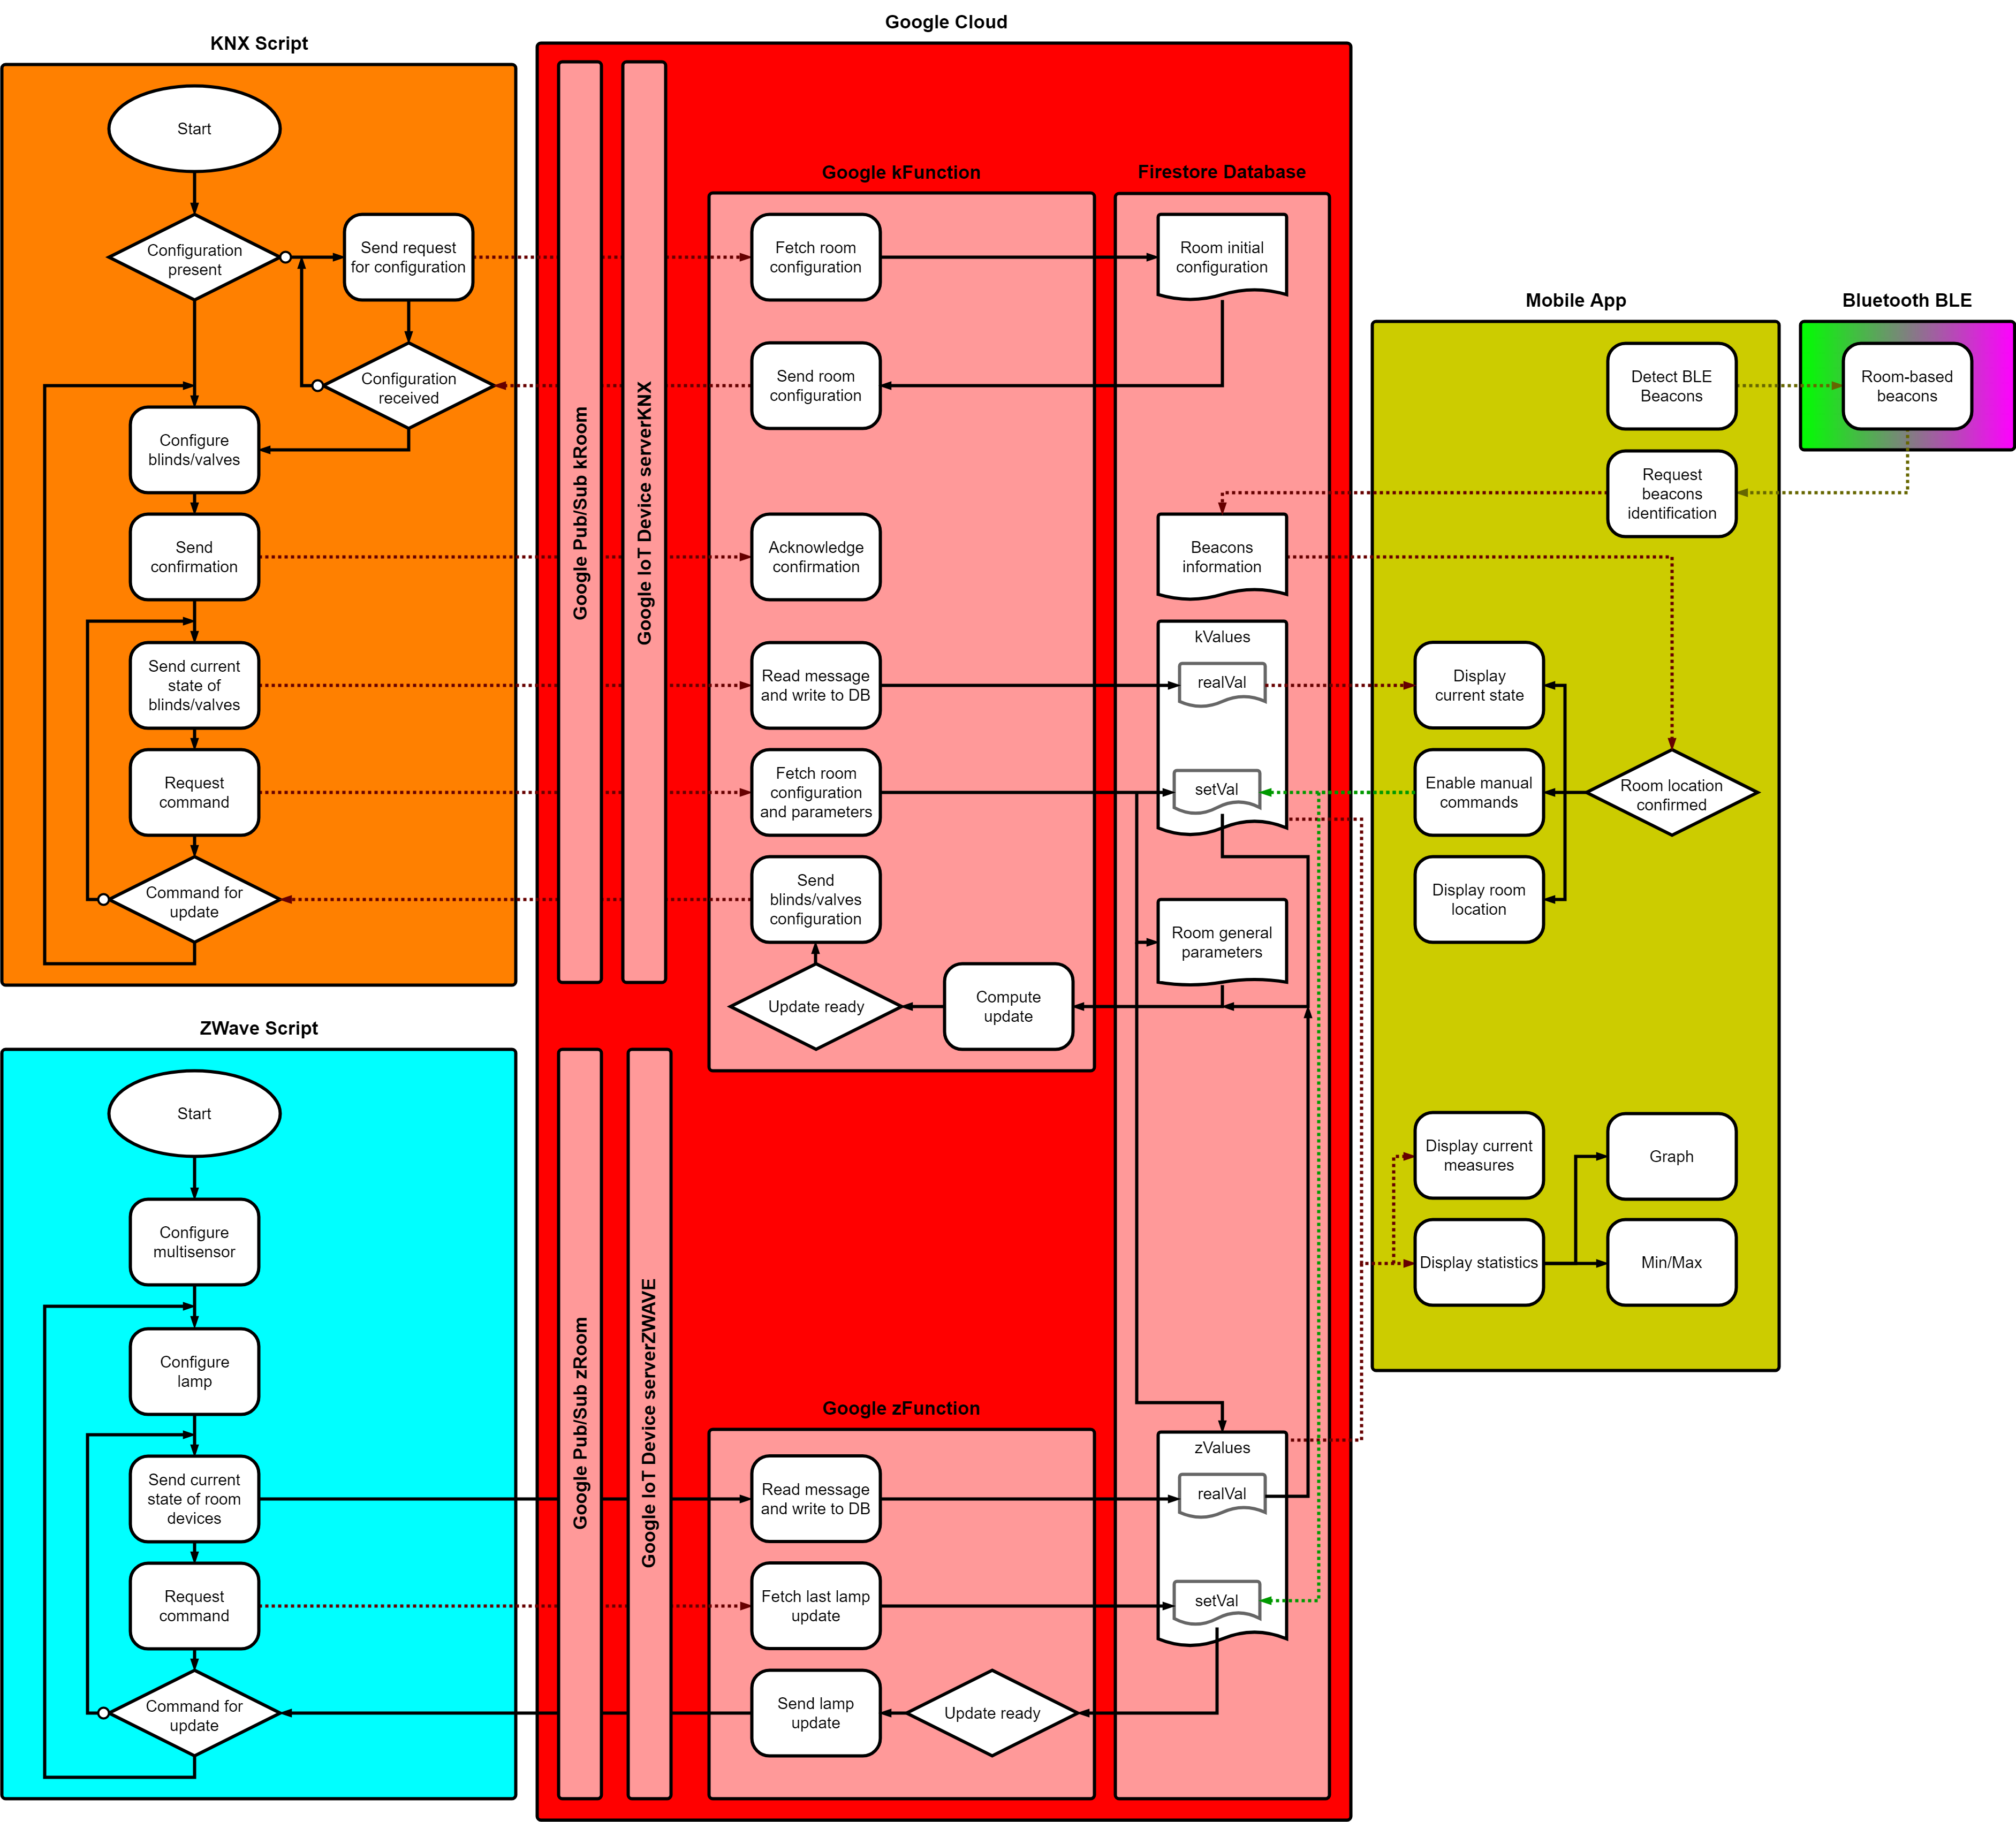 Google Cloud
KNX Script
Start
Configuration
present
Send request
for configuration
Configuration
received
Configure
blinds/valves
Send
confirmation
Send current
state of
blinds/valves
Request
command
Command for
update
Google Pub/Sub kRoom
Google IoT Device serverKNX
Google kFunction
Fetch room
configuration
Send room
configuration
Acknowledge
confirmation
Read message
and write to DB
Fetch room
configuration
and parameters
Send
blinds/valves
configuration
Update ready
Compute
update
Firestore Database
Room initial
configuration
Beacons
information
kValues
realVal
setVal
Room general
parameters
Mobile App
Detect BLE
Beacons
Request
beacons
identification
Display
current state
Enable manual
commands
Room location
confirmed
Display room
location
Display current
measures
Graph
Display statistics
Min/Max
Bluetooth BLE
Room-based
beacons
ZWave Script
Start
Configure
multisensor
Configure
lamp
Send current
state of room
devices
Request
command
Command for
update
Google Pub/Sub zRoom
Google IoT Device serverZWAVE
Google zFunction
Read message
and write to DB
Fetch last lamp
update
Send lamp
update
Update ready
zValues
realVal
setVal